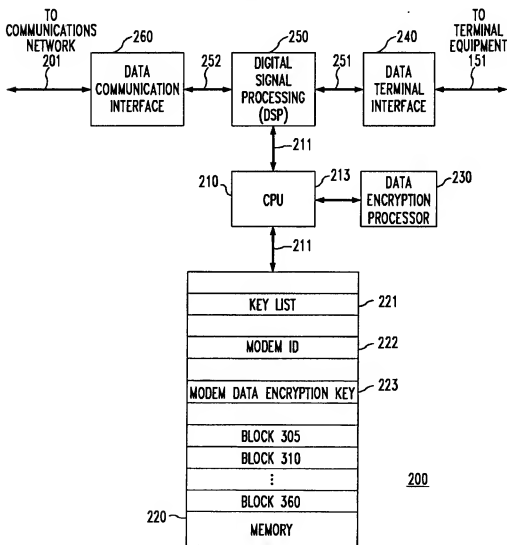 TO
COMMUNICATIONS
NETWORK
201
260
DATA
COMMUNICATION
INTERFACE
252
250
DIGITAL
SIGNAL
PROCESSING
(DSP)
251
240
DATA
TERMINAL
INTERFACE
TO
TERMINAL
EQUIPMENT
151
211
210
CPU
213
DATA
ENCRYPTION
PROCESSOR
230
211
KEY LIST
221
MODEM ID
222
MODEM DATA ENCRYPTION KEY
223
BLOCK 305
BLOCK 310
⋮
BLOCK 360
220
MEMORY
200